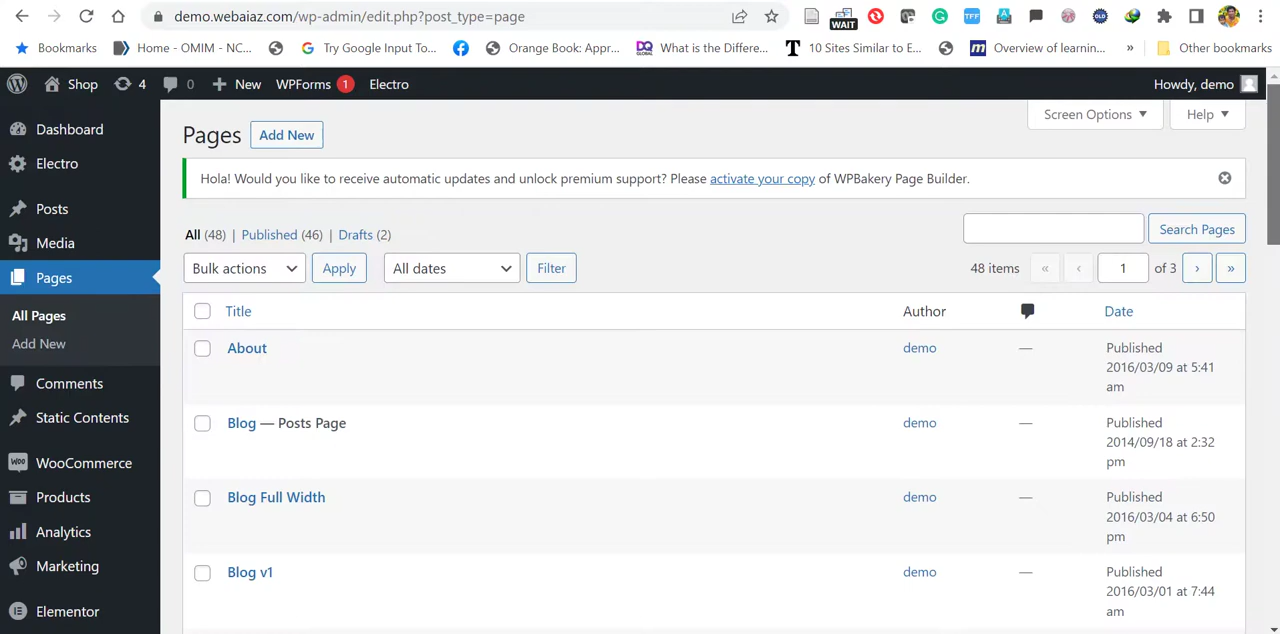 demo.webaiaz.com/wp-admin/edit.php?post_type=page
WAIT
TFF
OLD
Bookmarks
Home - OMIM - NC...
Try Google Input To...
Orange Book: Appr...
DQ GLOBAL
What is the Differe...
T
10 Sites Similar to E...
m
Overview of learnin...
»
Other bookmarks
Shop
4
0
New
WPForms 1
Electro
Howdy, demo
Dashboard
Electro
Posts
Media
Pages
All Pages
Add New
Comments
Static Contents
Woo WooCommerce
Products
Analytics
Marketing
Elementor
Pages Add New
Screen Options
Help
Hola! Would you like to receive automatic updates and unlock premium support? Please activate your copy of WPBakery Page Builder.
All (48) | Published (46) | Drafts (2)
Search Pages
Bulk actions Apply All dates Filter
48 items « ‹ 1 of 3 › »
Title Author Date
About demo — Published
2016/03/09 at 5:41
am
Blog — Posts Page demo — Published
2014/09/18 at 2:32
pm
Blog Full Width demo — Published
2016/03/04 at 6:50
pm
Blog v1 demo — Published
2016/03/01 at 7:44
am